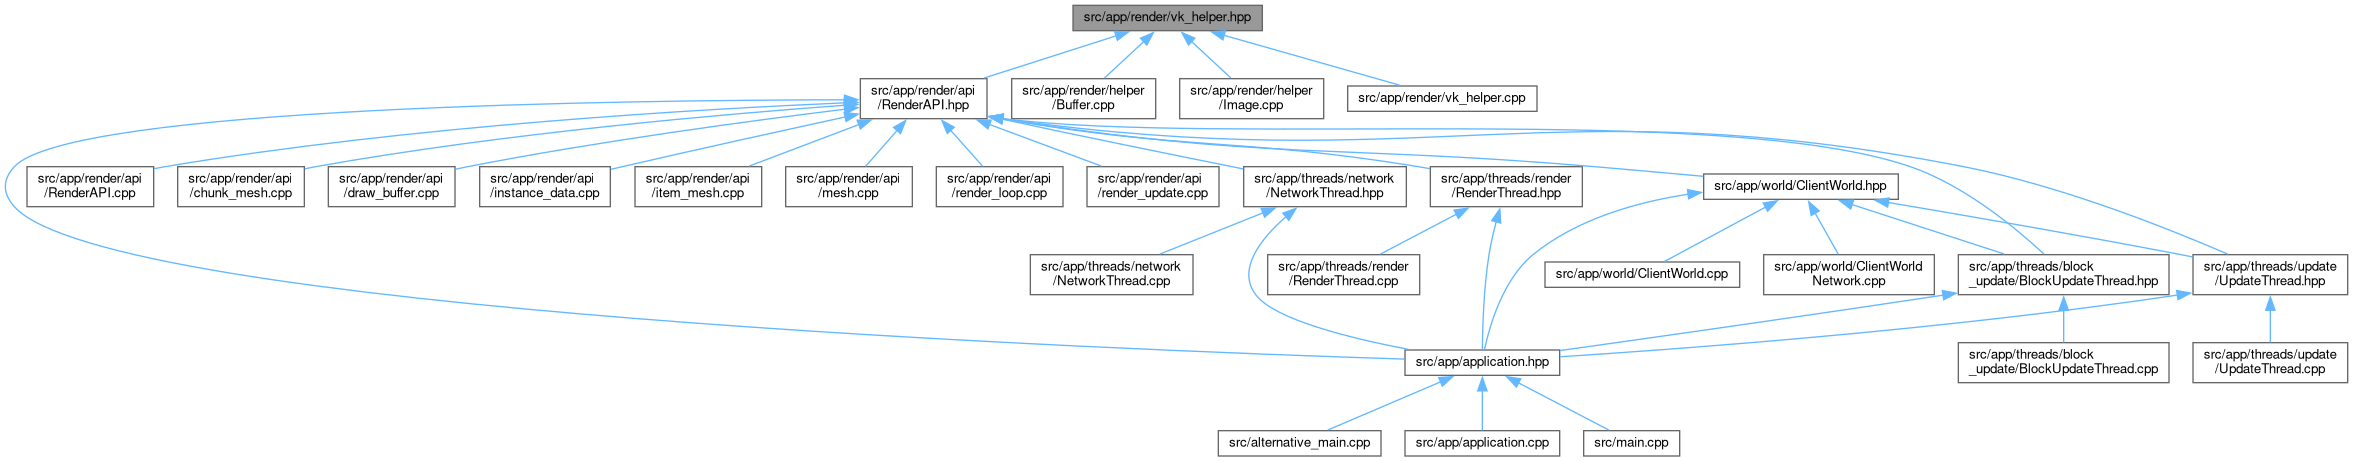 src/app/render/vk_helper.hpp
src/app/render/api
/RenderAPI.hpp
src/app/render/helper
/Buffer.cpp
src/app/render/helper
/Image.cpp
src/app/render/vk_helper.cpp
src/app/render/api
/RenderAPI.cpp
src/app/render/api
/chunk_mesh.cpp
src/app/render/api
/draw_buffer.cpp
src/app/render/api
/instance_data.cpp
src/app/render/api
/item_mesh.cpp
src/app/render/api
/mesh.cpp
src/app/render/api
/render_loop.cpp
src/app/render/api
/render_update.cpp
src/app/threads/network
/NetworkThread.hpp
src/app/threads/render
/RenderThread.hpp
src/app/world/ClientWorld.hpp
src/app/threads/network
/NetworkThread.cpp
src/app/threads/render
/RenderThread.cpp
src/app/world/ClientWorld.cpp
src/app/world/ClientWorld
Network.cpp
src/app/threads/block
_update/BlockUpdateThread.hpp
src/app/threads/update
/UpdateThread.hpp
src/app/application.hpp
src/app/threads/block
_update/BlockUpdateThread.cpp
src/app/threads/update
/UpdateThread.cpp
src/alternative_main.cpp
src/app/application.cpp
src/main.cpp